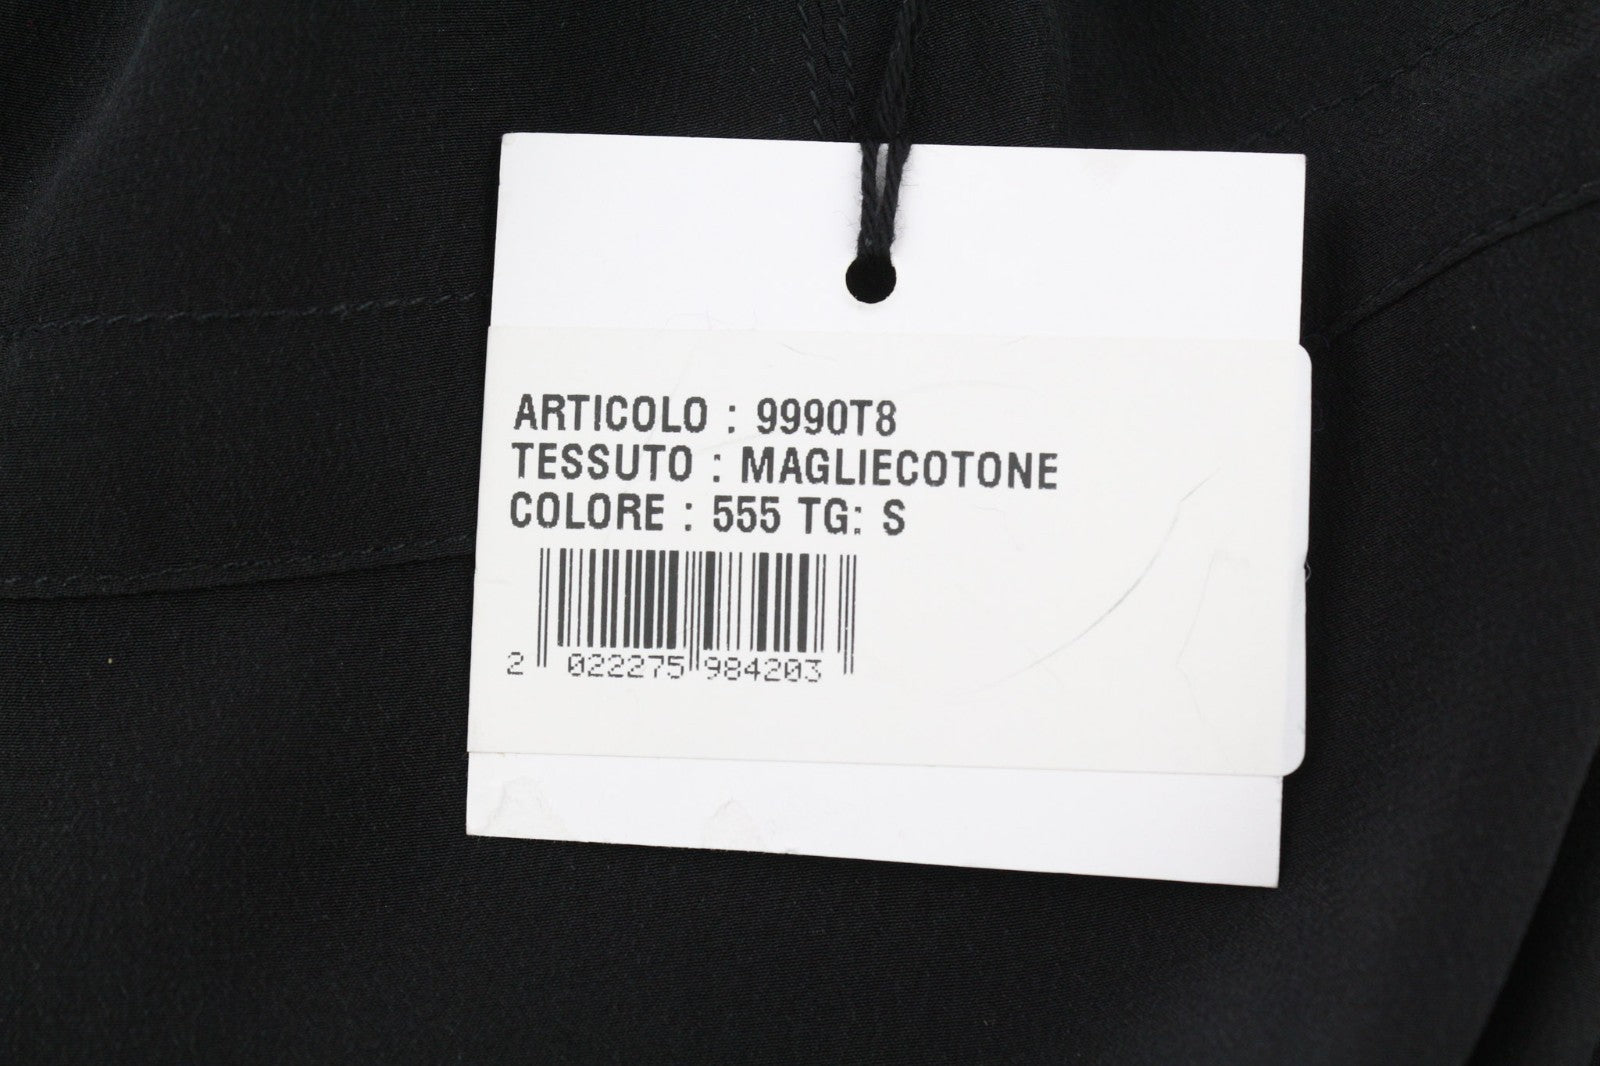 ARTICOLO : 9990T8
TESSUTO : MAGLIECOTONE
COLORE : 555 TG: S
2 022275 984203